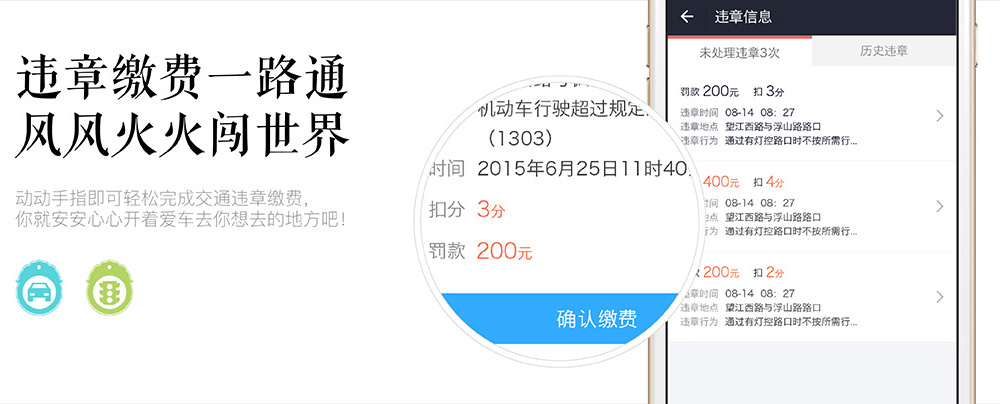 违章缴费一路通
风风火火闯世界
动动手指即可轻松完成交通违章缴费，
你就安安心心开着爱车去你想去的地方吧！
机动车行驶超过规定
（1303）
时间 2015年6月25日11时40
扣分 3分
罚款 200元
确认缴费
违章信息
未处理违章3次 历史违章
罚款 200元 扣 3分
违章时间 08-14 08：27
违章地点 望江西路与浮山路路口
违章行为 通过有灯控路口时不按所需行...
400元 扣 4分
时间 08-14 08：27
地点 望江西路与浮山路路口
违章行为 通过有灯控路口时不按所需行...
200元 扣 2分
违章时间 08-14 08：27
违章地点 望江西路与浮山路路口
违章行为 通过有灯控路口时不按所需行...